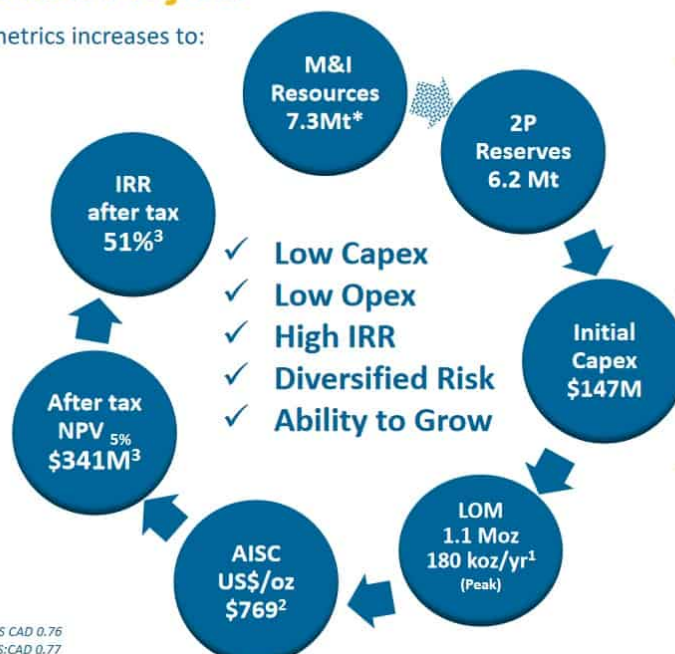 metrics increases to:
M&I
Resources
7.3Mt*
2P
Reserves
6.2 Mt
Initial
Capex
$147M
LOM
1.1 Moz
180 koz/yr¹
(Peak)
AISC
US$/oz
$769²
After tax
NPV 5%
$341M³
IRR
after tax
51%³
✓ Low Capex
✓ Low Opex
✓ High IRR
✓ Diversified Risk
✓ Ability to Grow
S CAD 0.76
S:CAD 0.77